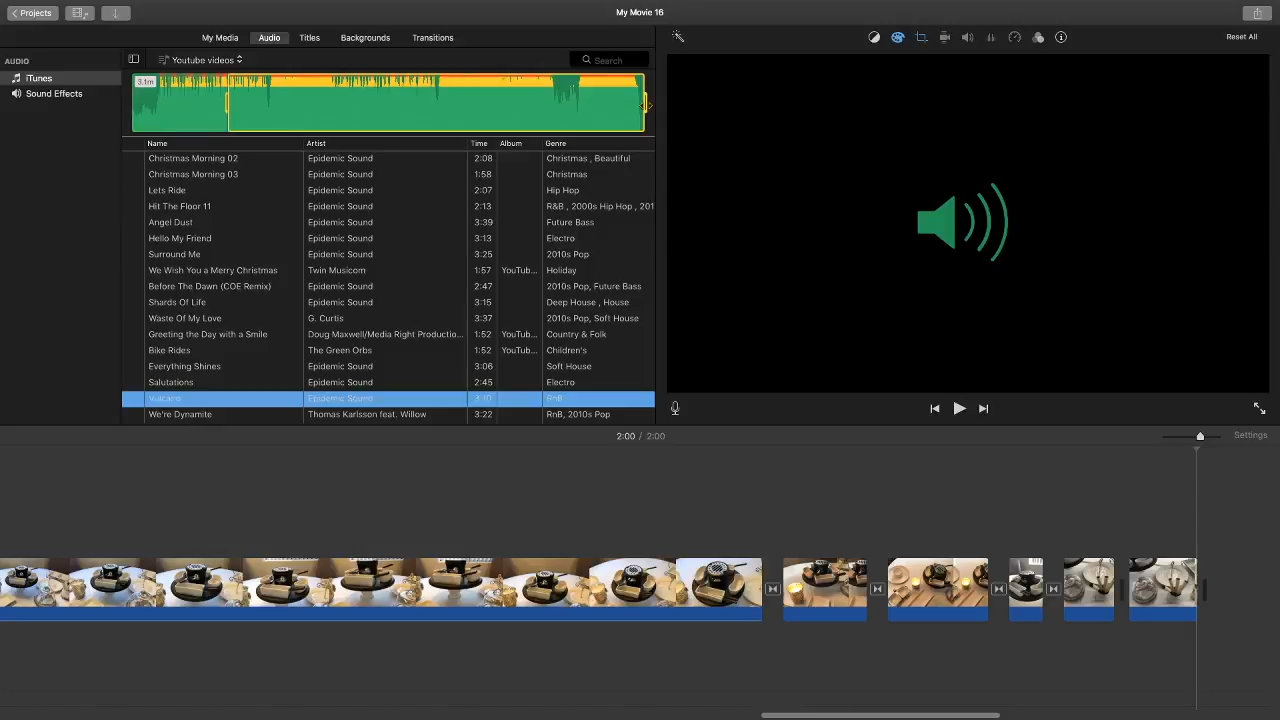 Projects
My Movie 16
My Media Audio Titles Backgrounds Transitions
Reset All
AUDIO
iTunes
Sound Effects
Youtube videos
Search
3.1m
Name Artist Time Album Genre
Christmas Morning 02 Epidemic Sound 2:08 Christmas , Beautiful
Christmas Morning 03 Epidemic Sound 1:58 Christmas
Lets Ride Epidemic Sound 2:07 Hip Hop
Hit The Floor 11 Epidemic Sound 2:13 R&B , 2000s Hip Hop , 201
Angel Dust Epidemic Sound 3:39 Future Bass
Hello My Friend Epidemic Sound 3:13 Electro
Surround Me Epidemic Sound 3:25 2010s Pop
We Wish You a Merry Christmas Twin Musicom 1:57 YouTub... Holiday
Before The Dawn (COE Remix) Epidemic Sound 2:47 2010s Pop, Future Bass
Shards Of Life Epidemic Sound 3:15 Deep House , House
Waste Of My Love G. Curtis 3:37 2010s Pop, Soft House
Greeting the Day with a Smile Doug Maxwell/Media Right Productio... 1:52 YouTub... Country & Folk
Bike Rides The Green Orbs 1:52 YouTub... Children's
Everything Shines Epidemic Sound 3:06 Soft House
Salutations Epidemic Sound 2:45 Electro
Vulcano Epidemic Sound 3:10 RnB
We're Dynamite Thomas Karlsson feat. Willow 3:22 RnB, 2010s Pop
2:00 / 2:00
Settings